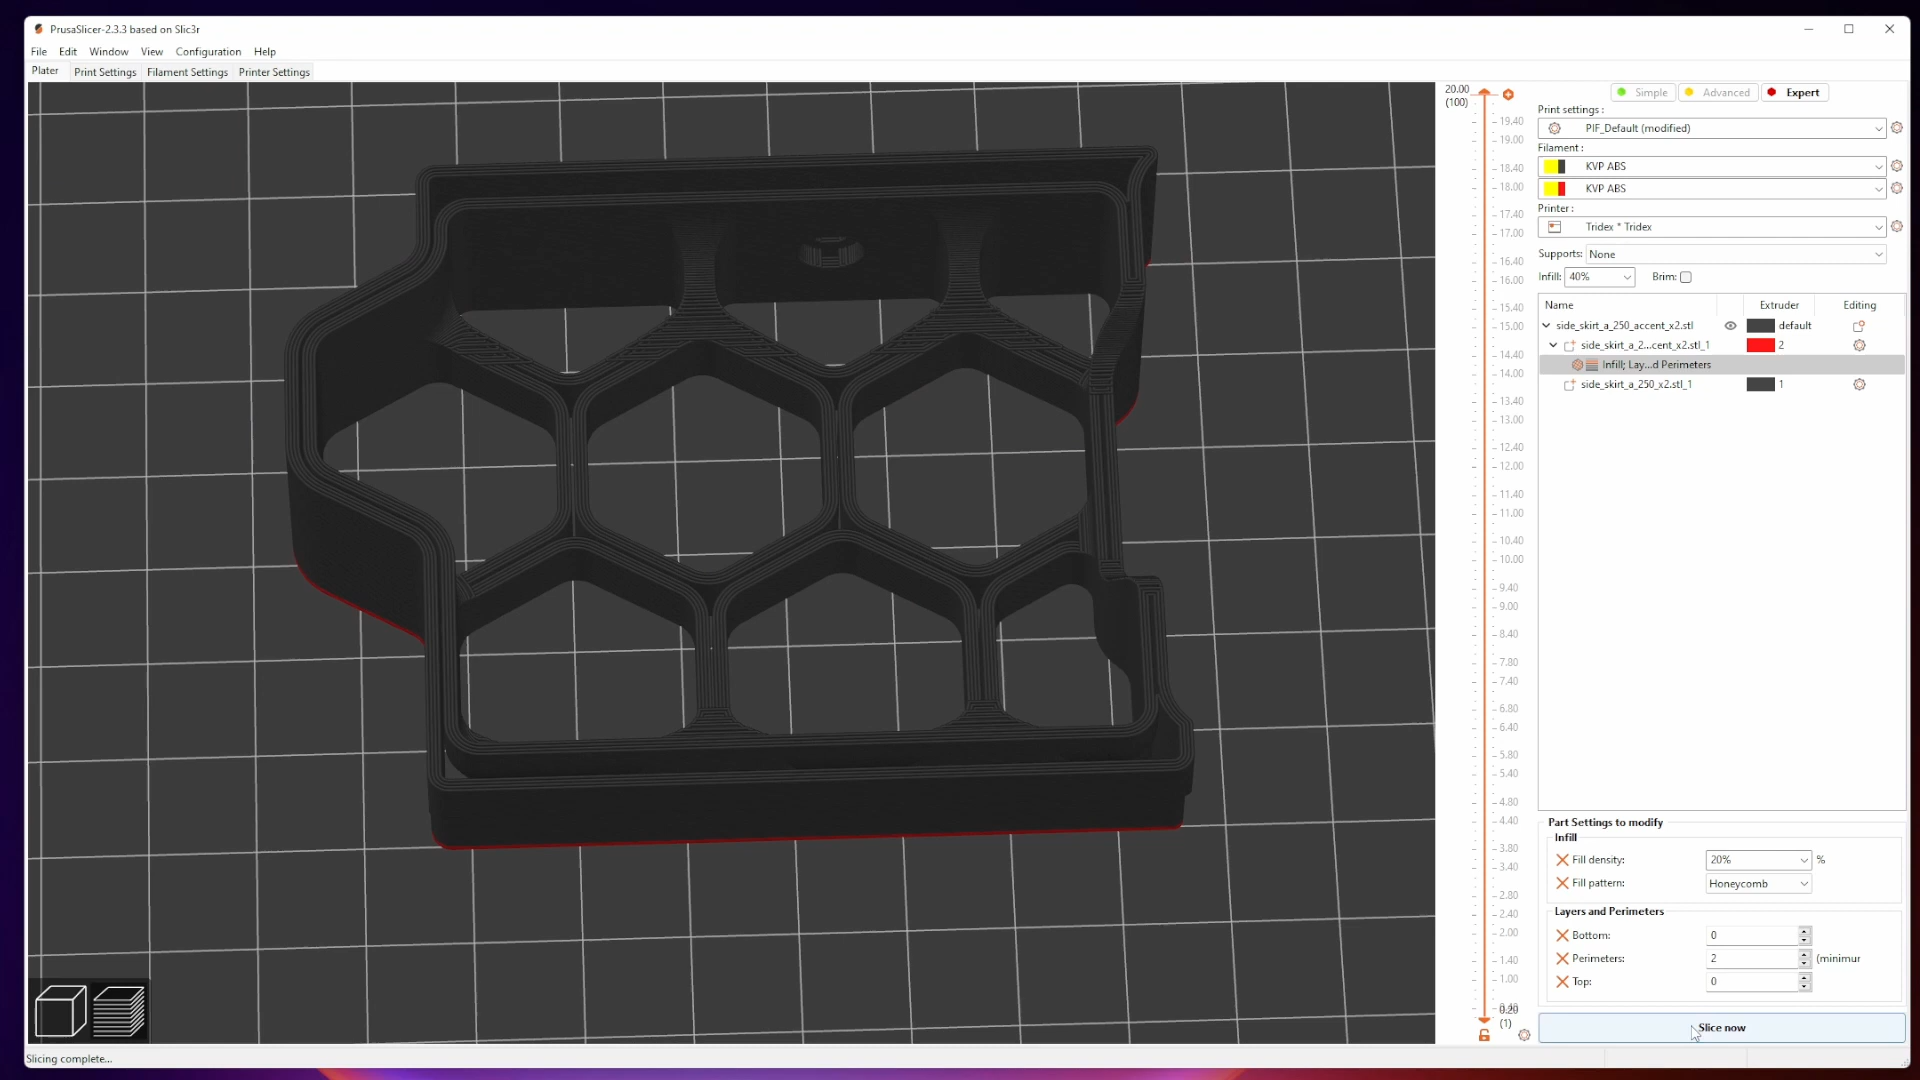 PrusaSlicer-2.3.3 based on Slic3r
File Edit Window View Configuration Help
Plater Print Settings Filament Settings Printer Settings
20.00
(100)
19.40
19.00
18.40
18.00
17.40
17.00
16.40
16.00
15.40
15.00
14.40
14.00
13.40
13.00
12.40
12.00
11.40
11.00
10.40
10.00
9.40
9.00
8.40
7.80
7.40
6.80
6.40
5.80
5.40
4.80
4.40
3.80
3.40
2.80
2.40
2.00
1.40
1.00
0.20
(1)
Simple Advanced Expert
Print settings :
PIF_Default (modified)
Filament :
KVP ABS
KVP ABS
Printer :
Tridex * Tridex
Supports: None
Infill: 40% Brim:
Name Extruder Editing
side_skirt_a_250_accent_x2.stl default
side_skirt_a_2...cent_x2.stl_1 2
Infill; Lay...d Perimeters
side_skirt_a_250_x2.stl_1 1
Part Settings to modify
Infill
Fill density: 20% %
Fill pattern: Honeycomb
Layers and Perimeters
Bottom: 0
Perimeters: 2 (minimur
Top: 0
Slice now
Slicing complete...